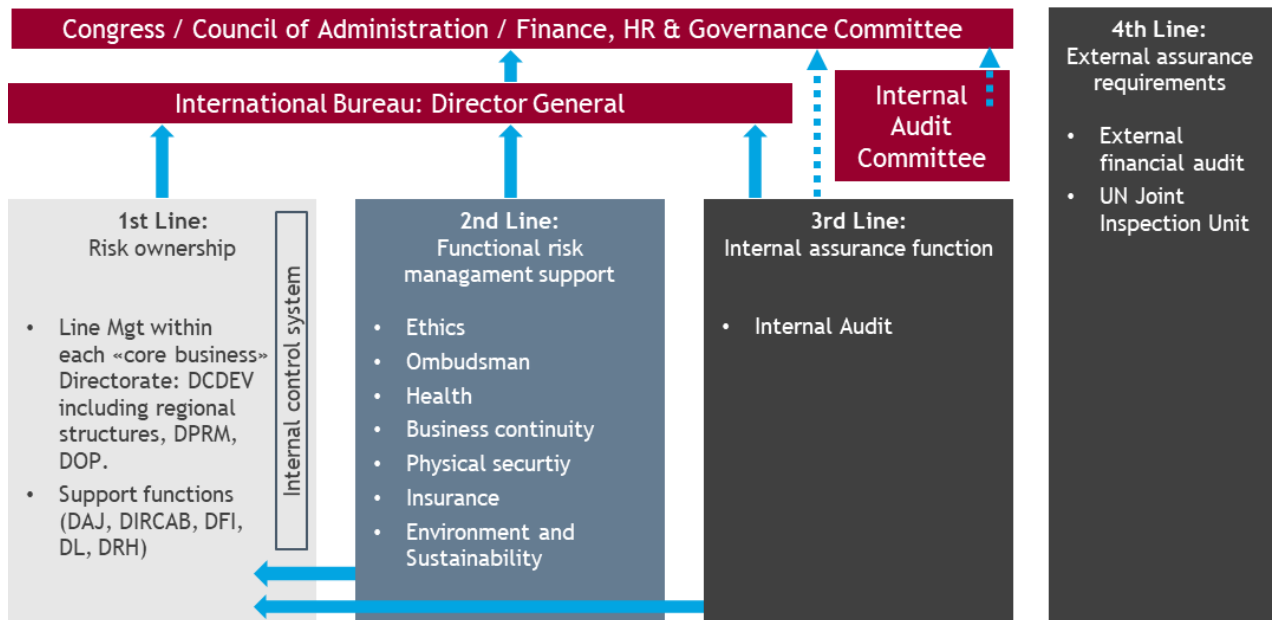 Congress / Council of Administration / Finance, HR & Governance Committee
International Bureau: Director General
Internal
Audit
Committee
1st Line:
Risk ownership
• Line Mgt within
each «core business»
Directorate: DCDEV
including regional
structures, DPRM,
DOP.
• Support functions
(DAJ, DIRCAB, DFI,
DL, DRH)
Internal control system
2nd Line:
Functional risk
managament support
• Ethics
• Ombudsman
• Health
• Business continuity
• Physical securtiy
• Insurance
• Environment and
Sustainability
3rd Line:
Internal assurance function
• Internal Audit
4th Line:
External assurance
requirements
• External
financial audit
• UN Joint
Inspection Unit